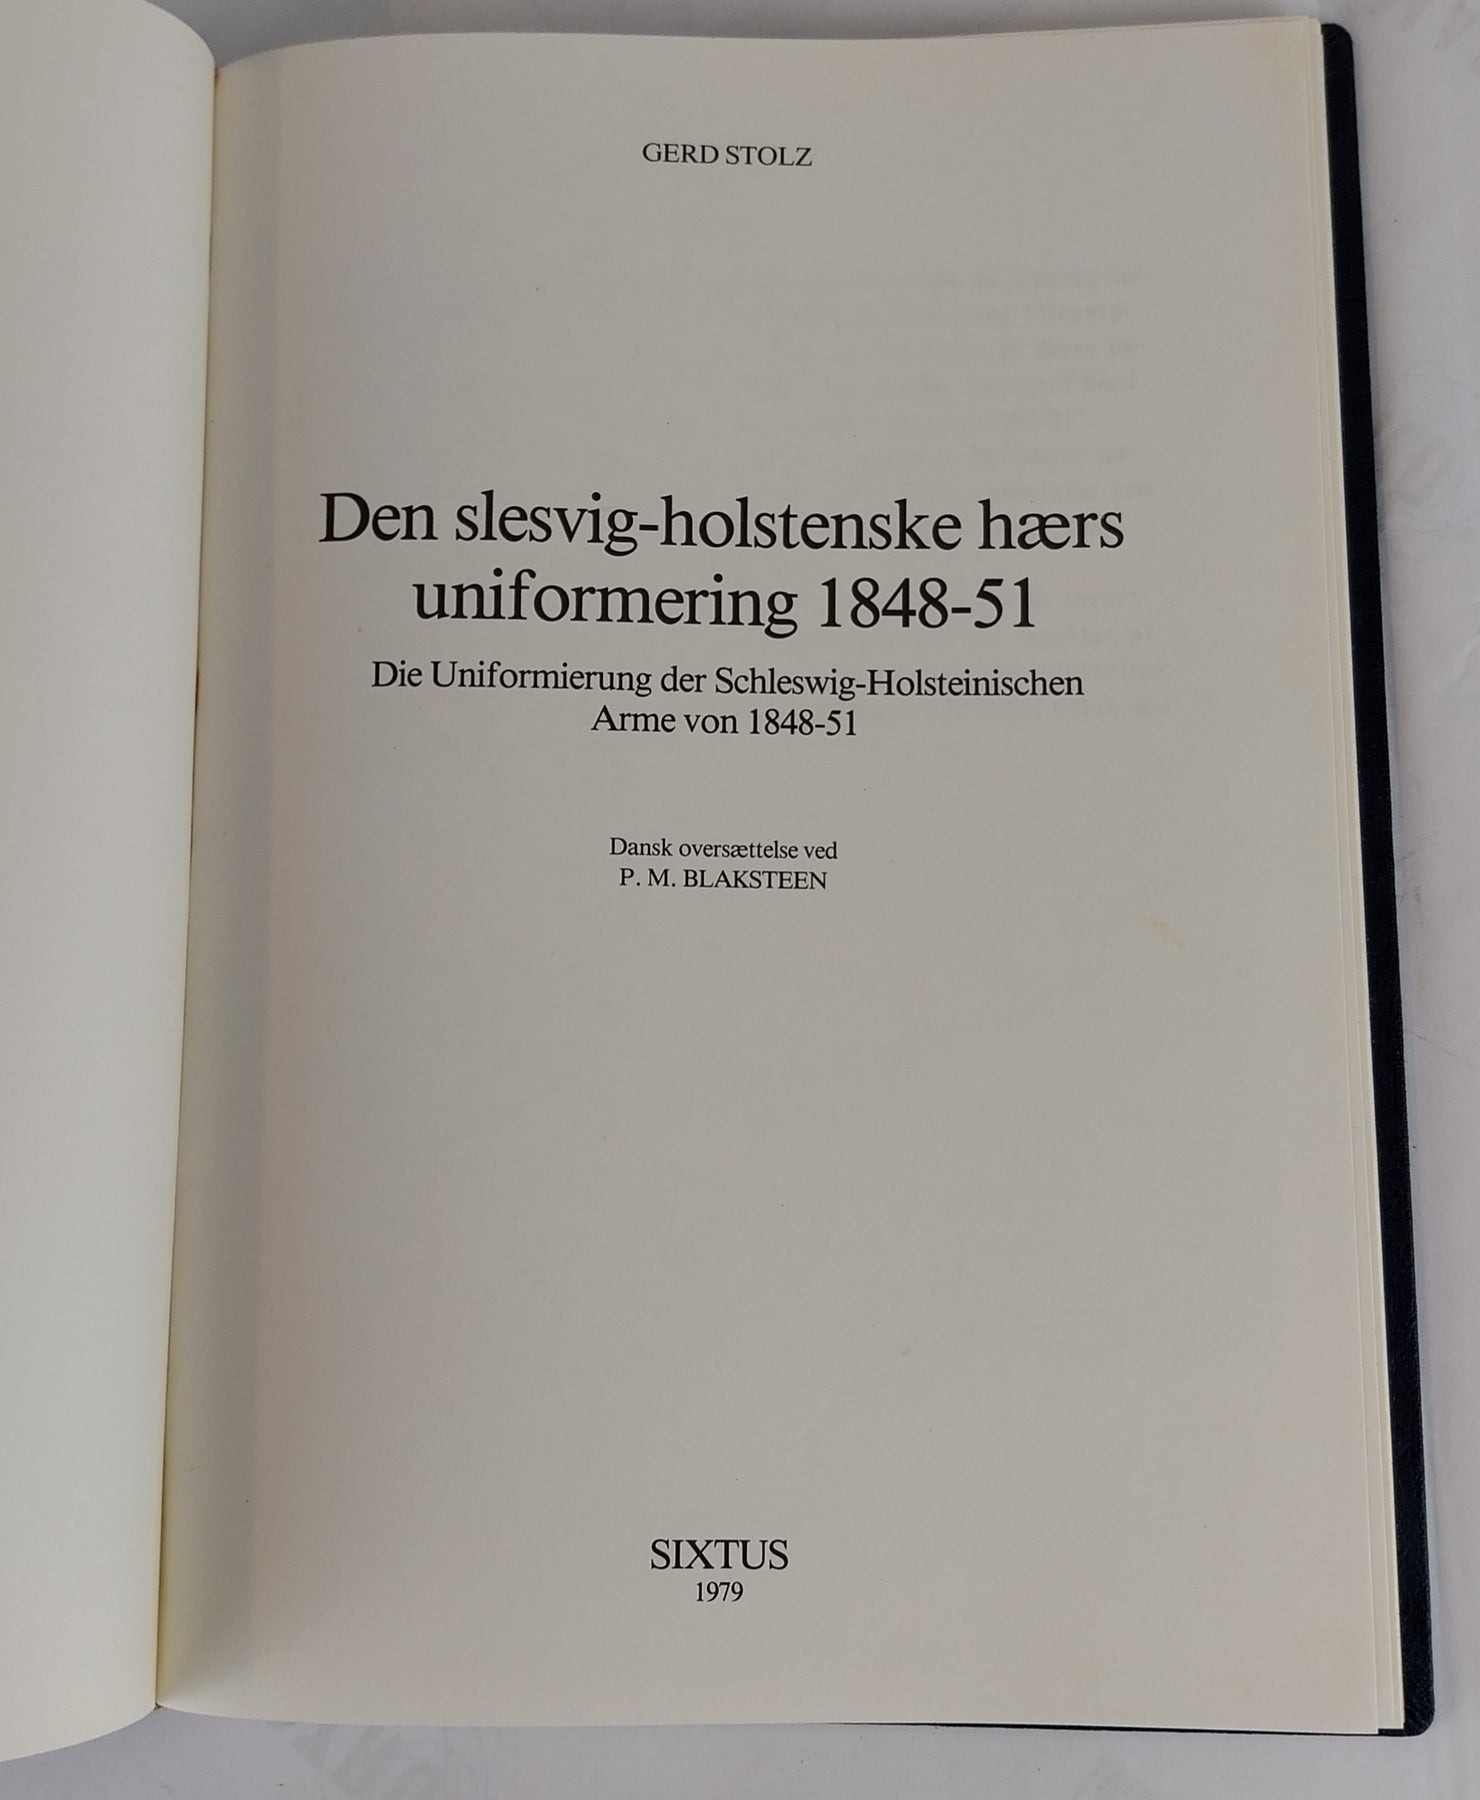 GERD STOLZ
Den slesvig-holstenske hærs
uniformering 1848-51
Die Uniformierung der Schleswig-Holsteinischen
Arme von 1848-51
Dansk oversættelse ved
P. M. BLAKSTEEN
SIXTUS
1979